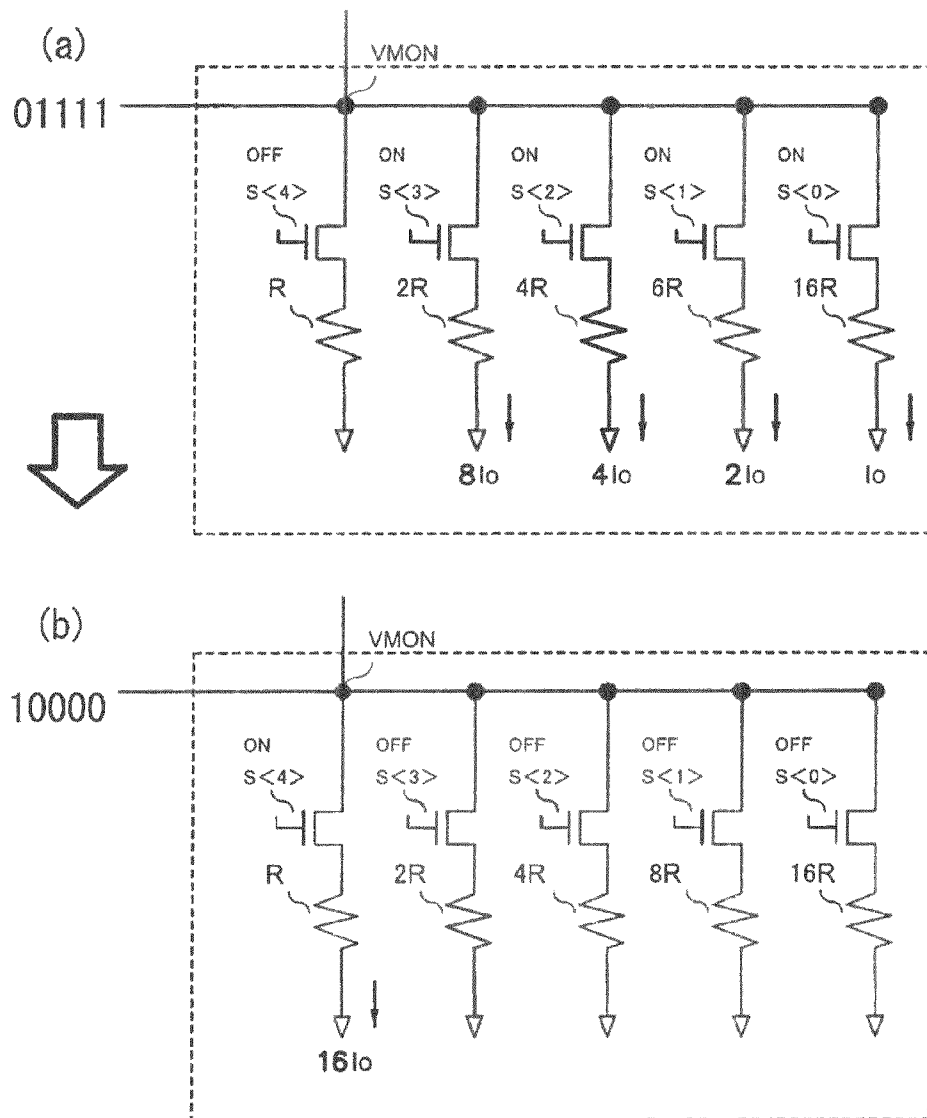 (a)
VMON
01111
OFF ON ON ON ON
S<4> S<3> S<2> S<1> S<0>
R 2R 4R 6R 16R
8Io 4Io 2Io Io
(b)
VMON
10000
ON OFF OFF OFF OFF
S<4> S<3> S<2> S<1> S<0>
R 2R 4R 8R 16R
16Io